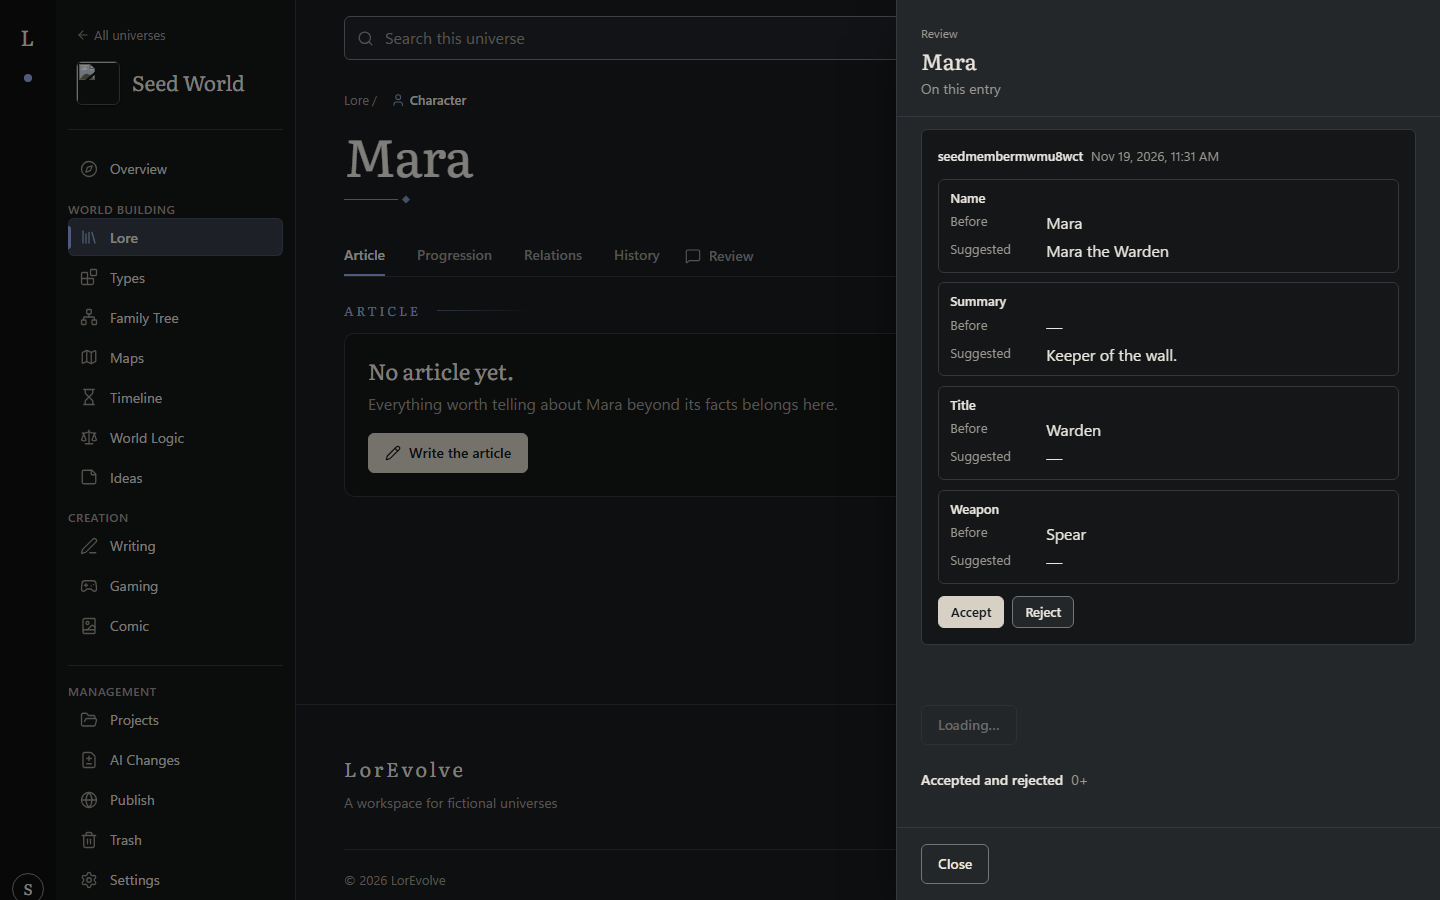 L
All universes
Seed World
Overview
WORLD BUILDING
Lore
Types
Family Tree
Maps
Timeline
World Logic
Ideas
CREATION
Writing
Gaming
Comic
MANAGEMENT
Projects
AI Changes
Publish
Trash
Settings
S
Search this universe
Lore / Character
Mara
Article Progression Relations History Review
ARTICLE
No article yet.
Everything worth telling about Mara beyond its facts belongs here.
Write the article
LorEvolve
A workspace for fictional universes
© 2026 LorEvolve
Review
Mara
On this entry
seedmembermwmu8wct Nov 19, 2026, 11:31 AM
Name
Before Mara
Suggested Mara the Warden
Summary
Before —
Suggested Keeper of the wall.
Title
Before Warden
Suggested —
Weapon
Before Spear
Suggested —
Accept Reject
Loading...
Accepted and rejected 0+
Close